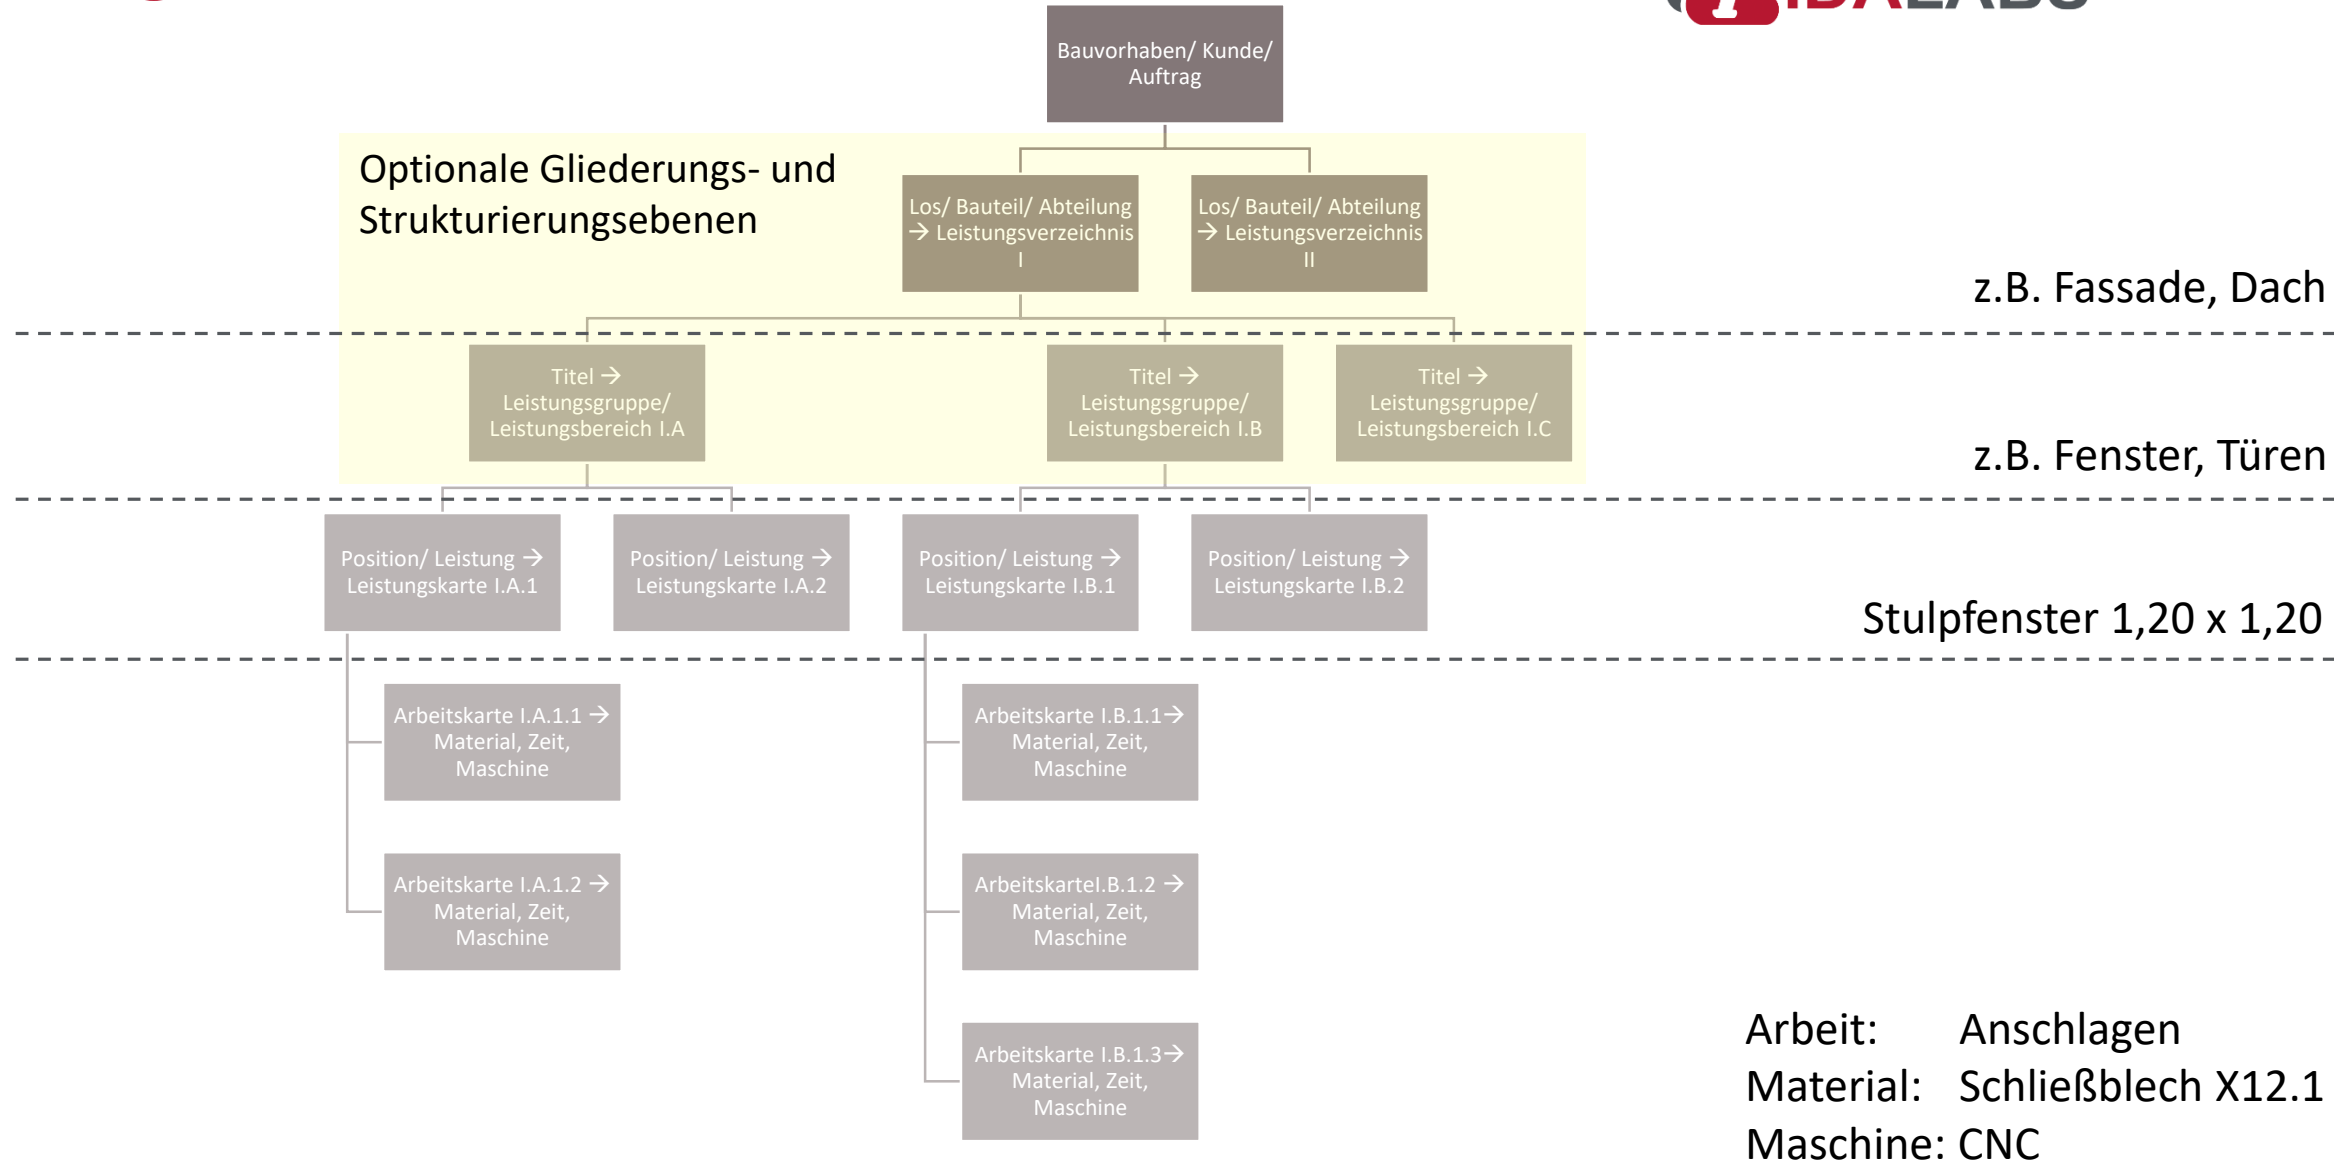 IDALABS
Bauvorhaben/ Kunde/
Auftrag
Optionale Gliederungs- und
Strukturierungsebenen
Los/ Bauteil/ Abteilung
→ Leistungsverzeichnis
I
Los/ Bauteil/ Abteilung
→ Leistungsverzeichnis
II
z.B. Fassade, Dach
Titel →
Leistungsgruppe/
Leistungsbereich I.A
Titel →
Leistungsgruppe/
Leistungsbereich I.B
Titel →
Leistungsgruppe/
Leistungsbereich I.C
z.B. Fenster, Türen
Position/ Leistung →
Leistungskarte I.A.1
Position/ Leistung →
Leistungskarte I.A.2
Position/ Leistung →
Leistungskarte I.B.1
Position/ Leistung →
Leistungskarte I.B.2
Stulpfenster 1,20 x 1,20
Arbeitskarte I.A.1.1 →
Material, Zeit,
Maschine
Arbeitskarte I.B.1.1→
Material, Zeit,
Maschine
Arbeitskarte I.A.1.2 →
Material, Zeit,
Maschine
ArbeitskarteI.B.1.2 →
Material, Zeit,
Maschine
Arbeitskarte I.B.1.3→
Material, Zeit,
Maschine
Arbeit: Anschlagen
Material: Schließblech X12.1
Maschine: CNC